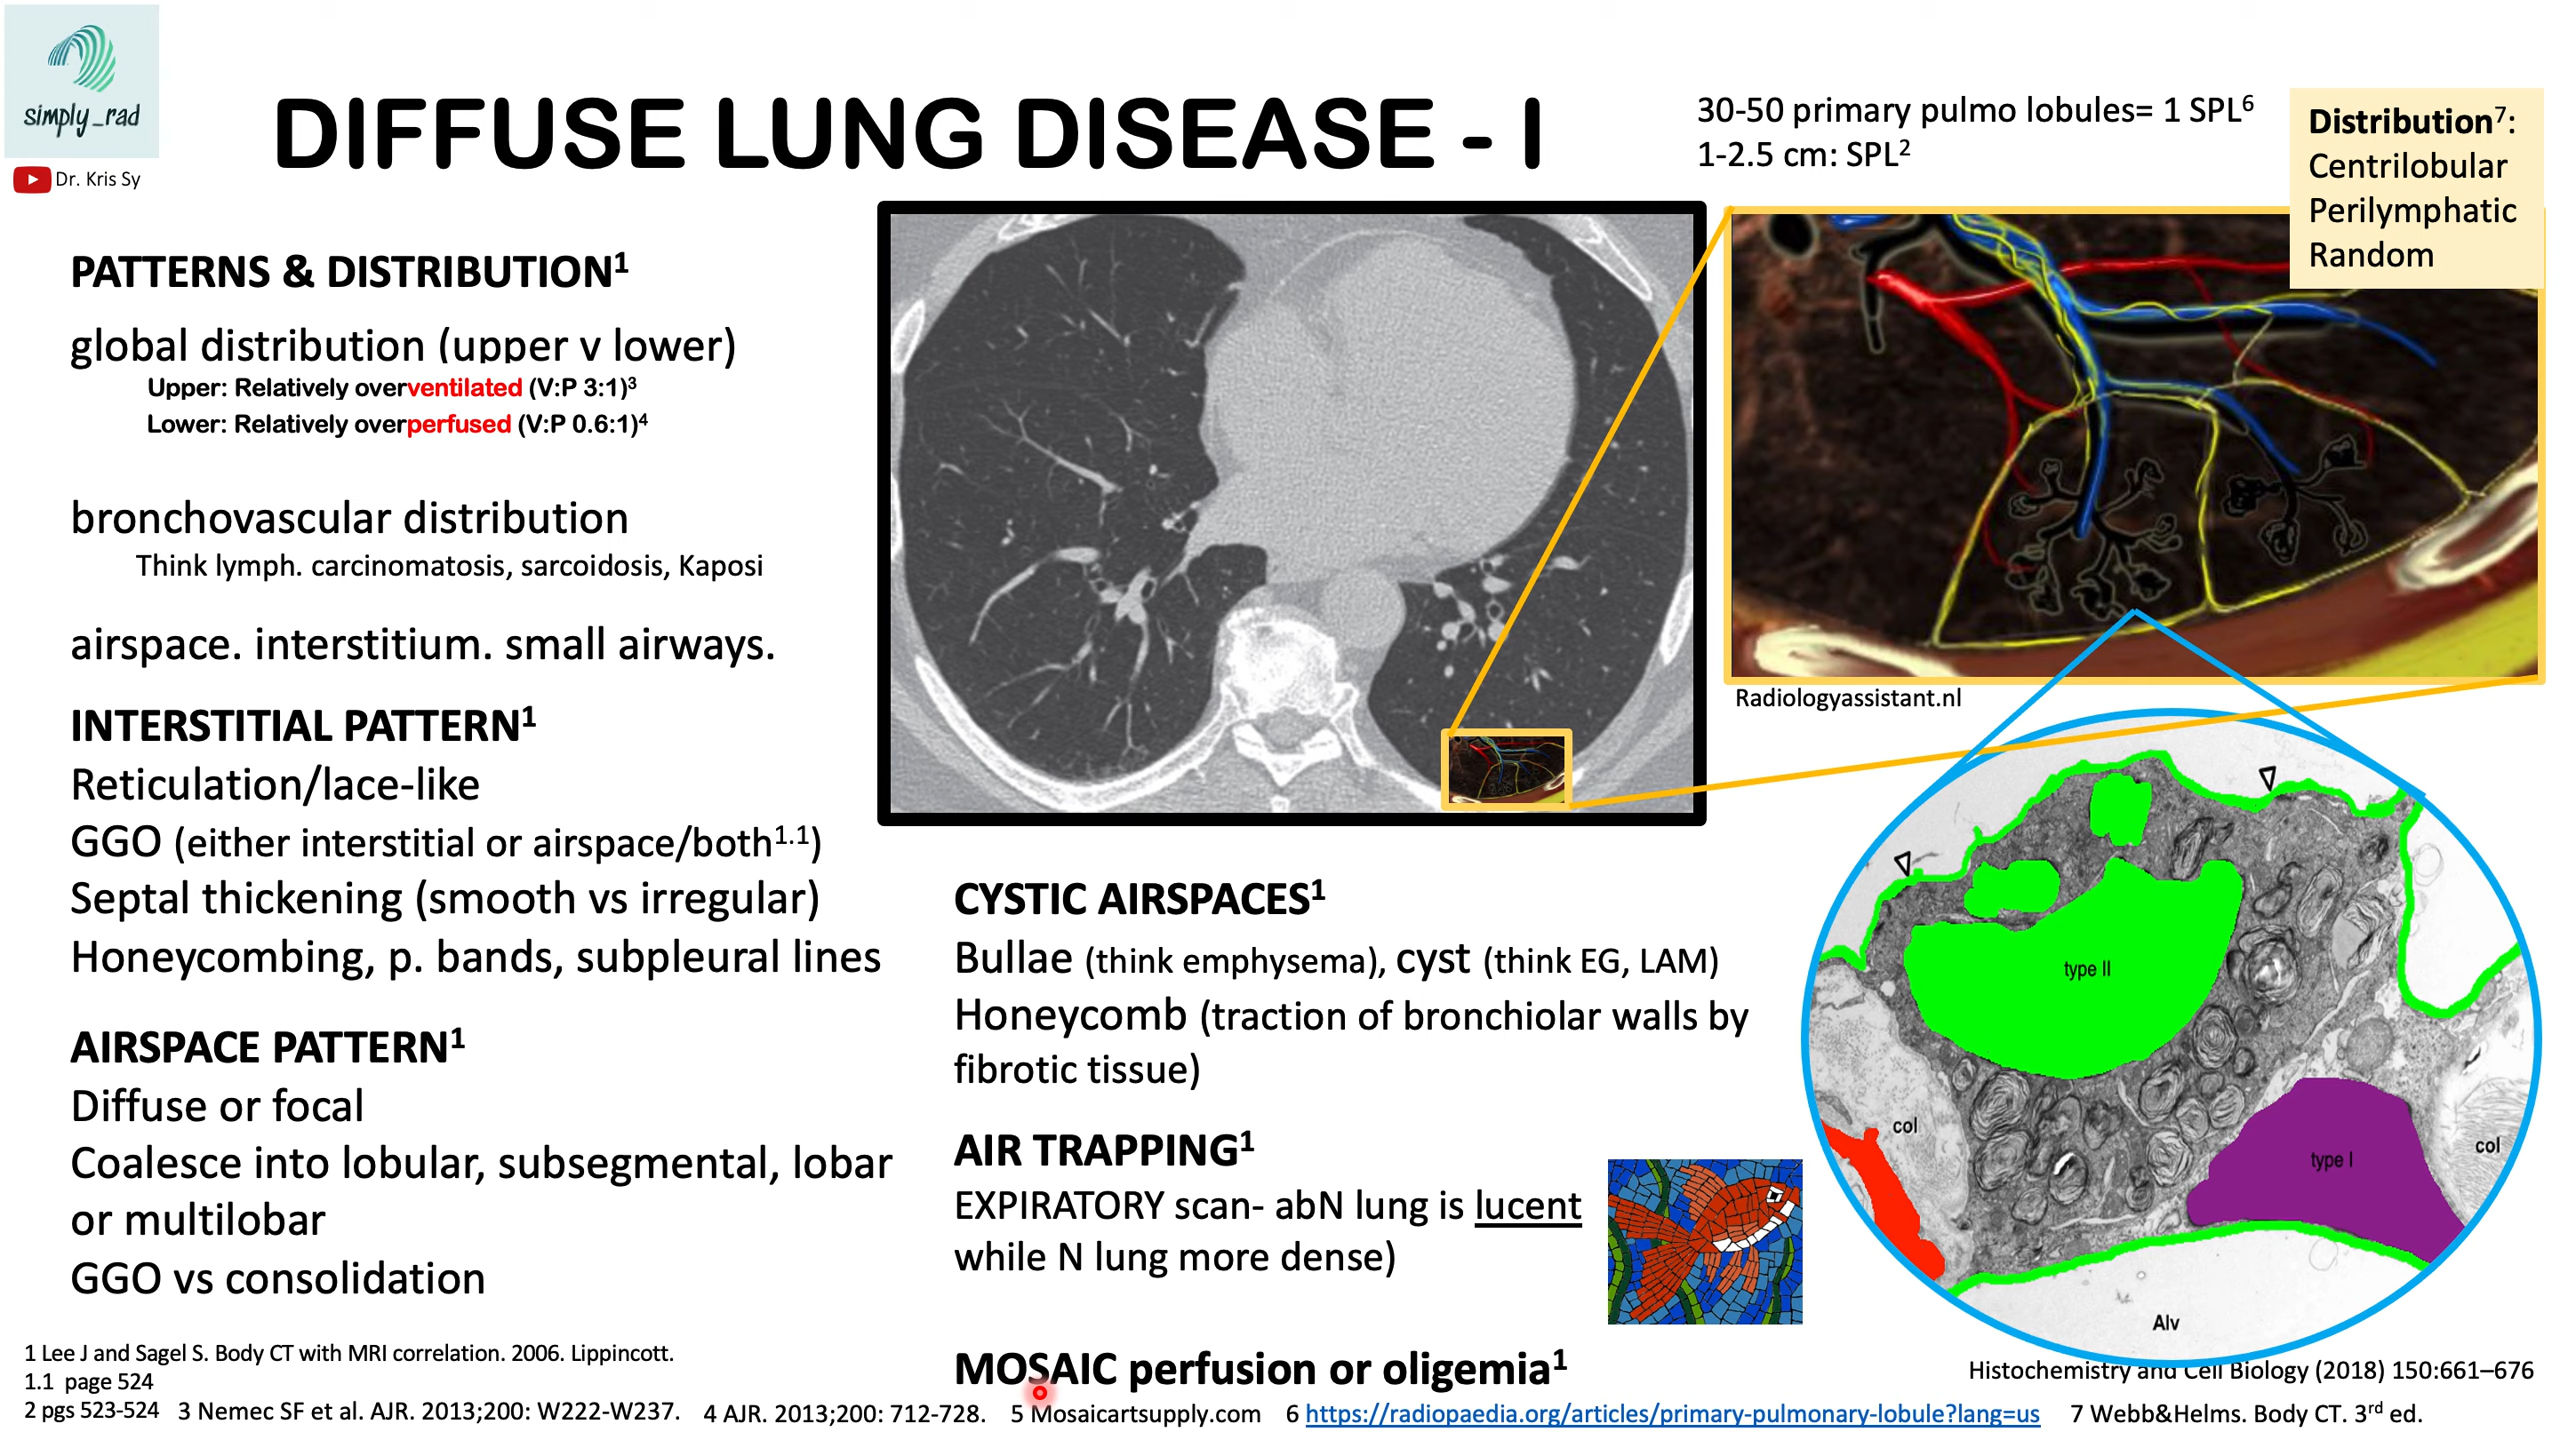 simply_rad
Dr. Kris Sy
DIFFUSE LUNG DISEASE - I
30-50 primary pulmo lobules= 1 SPL6
1-2.5 cm: SPL2
Distribution7:
Centrilobular
Perilymphatic
Random
PATTERNS & DISTRIBUTION1
global distribution (upper v lower)
Upper: Relatively overventilated (V:P 3:1)3
Lower: Relatively overperfused (V:P 0.6:1)4
bronchovascular distribution
Think lymph. carcinomatosis, sarcoidosis, Kaposi
airspace. interstitium. small airways.
INTERSTITIAL PATTERN1
Reticulation/lace-like
GGO (either interstitial or airspace/both1.1)
Septal thickening (smooth vs irregular)
Honeycombing, p. bands, subpleural lines
AIRSPACE PATTERN1
Diffuse or focal
Coalesce into lobular, subsegmental, lobar
or multilobar
GGO vs consolidation
CYSTIC AIRSPACES1
Bullae (think emphysema), cyst (think EG, LAM)
Honeycomb (traction of bronchiolar walls by
fibrotic tissue)
AIR TRAPPING1
EXPIRATORY scan- abN lung is lucent
while N lung more dense)
MOSAIC perfusion or oligemia1
Radiologyassistant.nl
type II
col
type I
col
Alv
Histochemistry and Cell Biology (2018) 150:661–676
1 Lee J and Sagel S. Body CT with MRI correlation. 2006. Lippincott.
1.1 page 524
2 pgs 523-524 3 Nemec SF et al. AJR. 2013;200: W222-W237. 4 AJR. 2013;200: 712-728. 5 Mosaicartsupply.com 6 https://radiopaedia.org/articles/primary-pulmonary-lobule?lang=us 7 Webb&Helms. Body CT. 3rd ed.